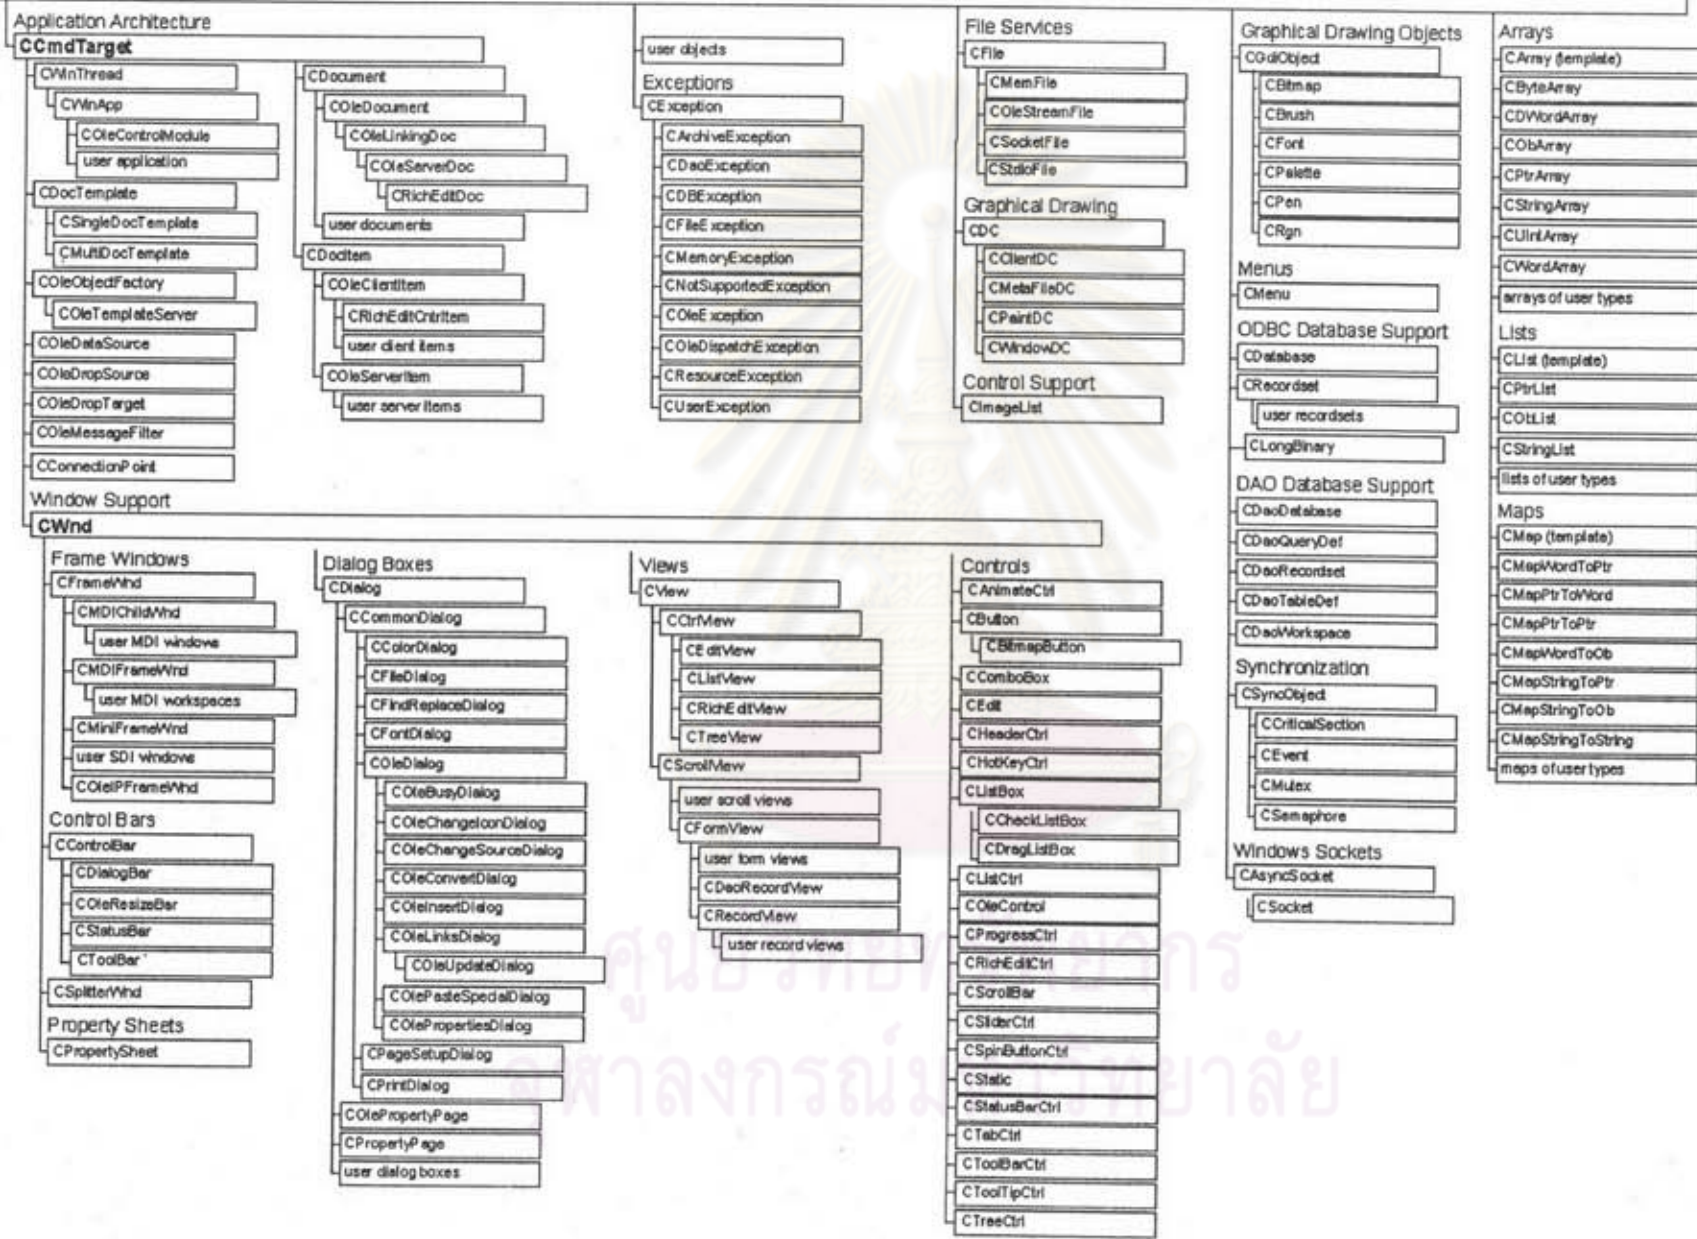 Application Architecture
CCmdTarget
CWinThread
CWinApp
COleControlModule
user application
CDocTemplate
CSingleDocTemplate
CMultiDocTemplate
COleObjectFactory
COleTemplateServer
COleDataSource
COleDropSource
COleDropTarget
COleMessageFilter
CConnectionPoint
CDocument
COleDocument
COleLinkingDoc
COleServerDoc
CRichEditDoc
user documents
CDocItem
COleClientItem
CRichEditCntrItem
user client items
COleServerItem
user server items
user objects
Exceptions
CException
CArchiveException
CDaoException
CDBException
CFileException
CMemoryException
CNotSupportedException
COleException
COleDispatchException
CResourceException
CUserException
File Services
CFile
CMemFile
COleStreamFile
CSocketFile
CStdioFile
Graphical Drawing
CDC
CClientDC
CMetaFileDC
CPaintDC
CWindowDC
Control Support
CImageList
Graphical Drawing Objects
CGdiObject
CBitmap
CBrush
CFont
CPalette
CPen
CRgn
Menus
CMenu
ODBC Database Support
CDatabase
CRecordset
user recordsets
CLongBinary
DAO Database Support
CDaoDatabase
CDaoQueryDef
CDaoRecordset
CDaoTableDef
CDaoWorkspace
Synchronization
CSyncObject
CCriticalSection
CEvent
CMutex
CSemaphore
Windows Sockets
CAsyncSocket
CSocket
Arrays
CArray (template)
CByteArray
CDWordArray
CObArray
CPtrArray
CStringArray
CUIntArray
CWordArray
arrays of user types
Lists
CList (template)
CPtrList
CObList
CStringList
lists of user types
Maps
CMap (template)
CMapWordToPtr
CMapPtrToWord
CMapPtrToPtr
CMapWordToOb
CMapStringToPtr
CMapStringToOb
CMapStringToString
maps of user types
Window Support
CWnd
Frame Windows
CFrameWnd
CMDIChildWnd
user MDI windows
CMDIFrameWnd
user MDI workspaces
CMiniFrameWnd
user SDI windows
COleIPFrameWnd
Control Bars
CControlBar
CDialogBar
COleResizeBar
CStatusBar
CToolBar
CSplitterWnd
Property Sheets
CPropertySheet
Dialog Boxes
CDialog
CCommonDialog
CColorDialog
CFileDialog
CFindReplaceDialog
CFontDialog
COleDialog
COleBusyDialog
COleChangeIconDialog
COleChangeSourceDialog
COleConvertDialog
COleInsertDialog
COleLinksDialog
COleUpdateDialog
COlePasteSpecialDialog
COlePropertiesDialog
CPageSetupDialog
CPrintDialog
COlePropertyPage
CPropertyPage
user dialog boxes
Views
CView
CCtrlView
CEditView
CListView
CRichEditView
CTreeView
CScrollView
user scroll views
CFormView
user form views
CDaoRecordView
CRecordView
user record views
Controls
CAnimateCtrl
CButton
CBitmapButton
CComboBox
CEdit
CHeaderCtrl
CHotKeyCtrl
CListBox
CCheckListBox
CDragListBox
CListCtrl
COleControl
CProgressCtrl
CRichEditCtrl
CScrollBar
CSliderCtrl
CSpinButtonCtrl
CStatic
CStatusBarCtrl
CTabCtrl
CToolBarCtrl
CToolTipCtrl
CTreeCtrl